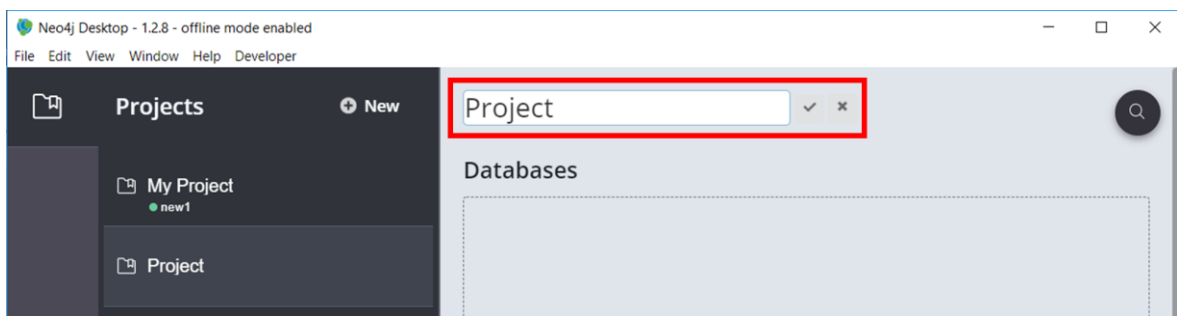 Neo4j Desktop - 1.2.8 - offline mode enabled
File Edit View Window Help Developer
Projects
New
My Project
new1
Project
Project
Databases